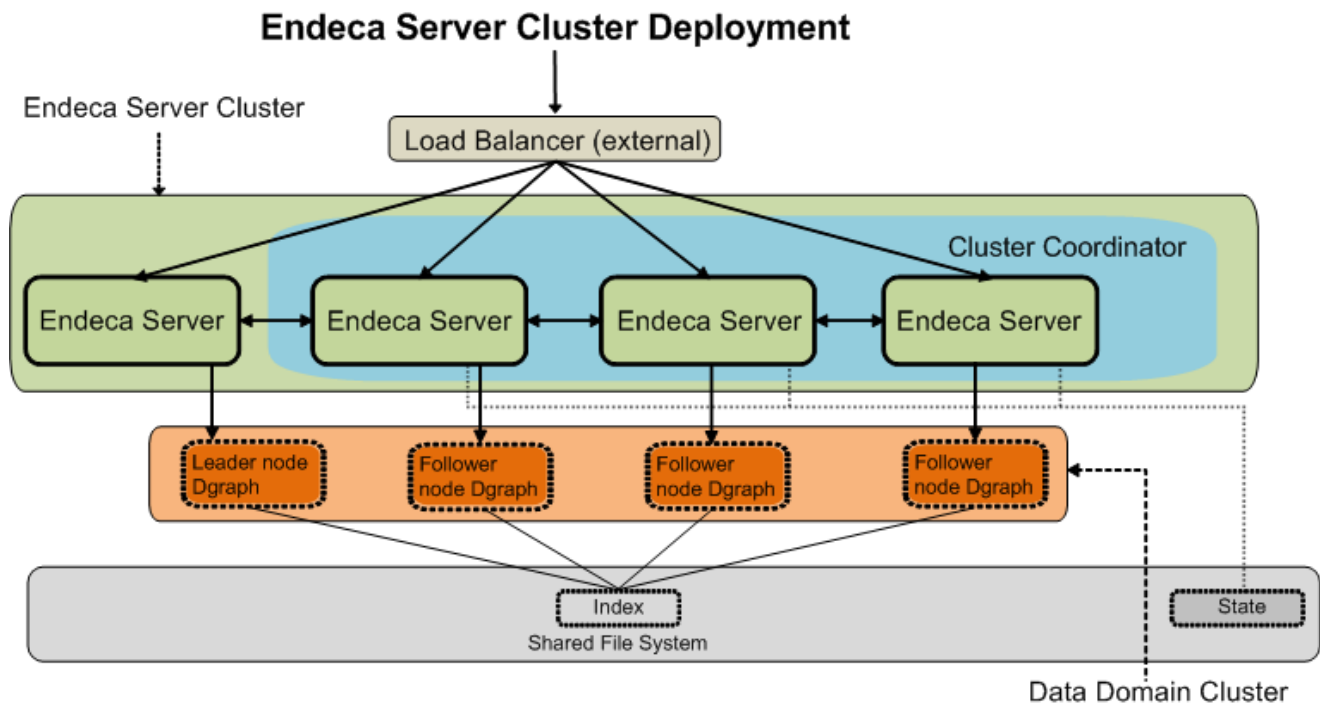 Endeca Server Cluster Deployment
Endeca Server Cluster
Load Balancer (external)
Cluster Coordinator
Endeca Server
Endeca Server
Endeca Server
Endeca Server
Leader node
Dgraph
Follower
node Dgraph
Follower
node Dgraph
Follower
node Dgraph
Index
Shared File System
State
Data Domain Cluster